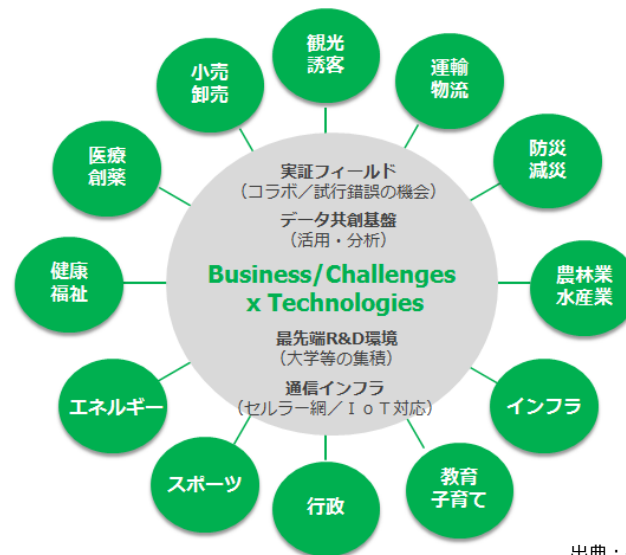 観光
誘客
運輸
物流
防災
減災
農林業
水産業
インフラ
教育
子育て
行政
スポーツ
エネルギー
健康
福祉
医療
創薬
小売
卸売
実証フィールド
（コラボ／試行錯誤の機会）
データ共創基盤
（活用・分析）
Business/Challenges
x Technologies
最先端R&D環境
（大学等の集積）
通信インフラ
（セルラー網／ＩｏＴ対応）
出典：